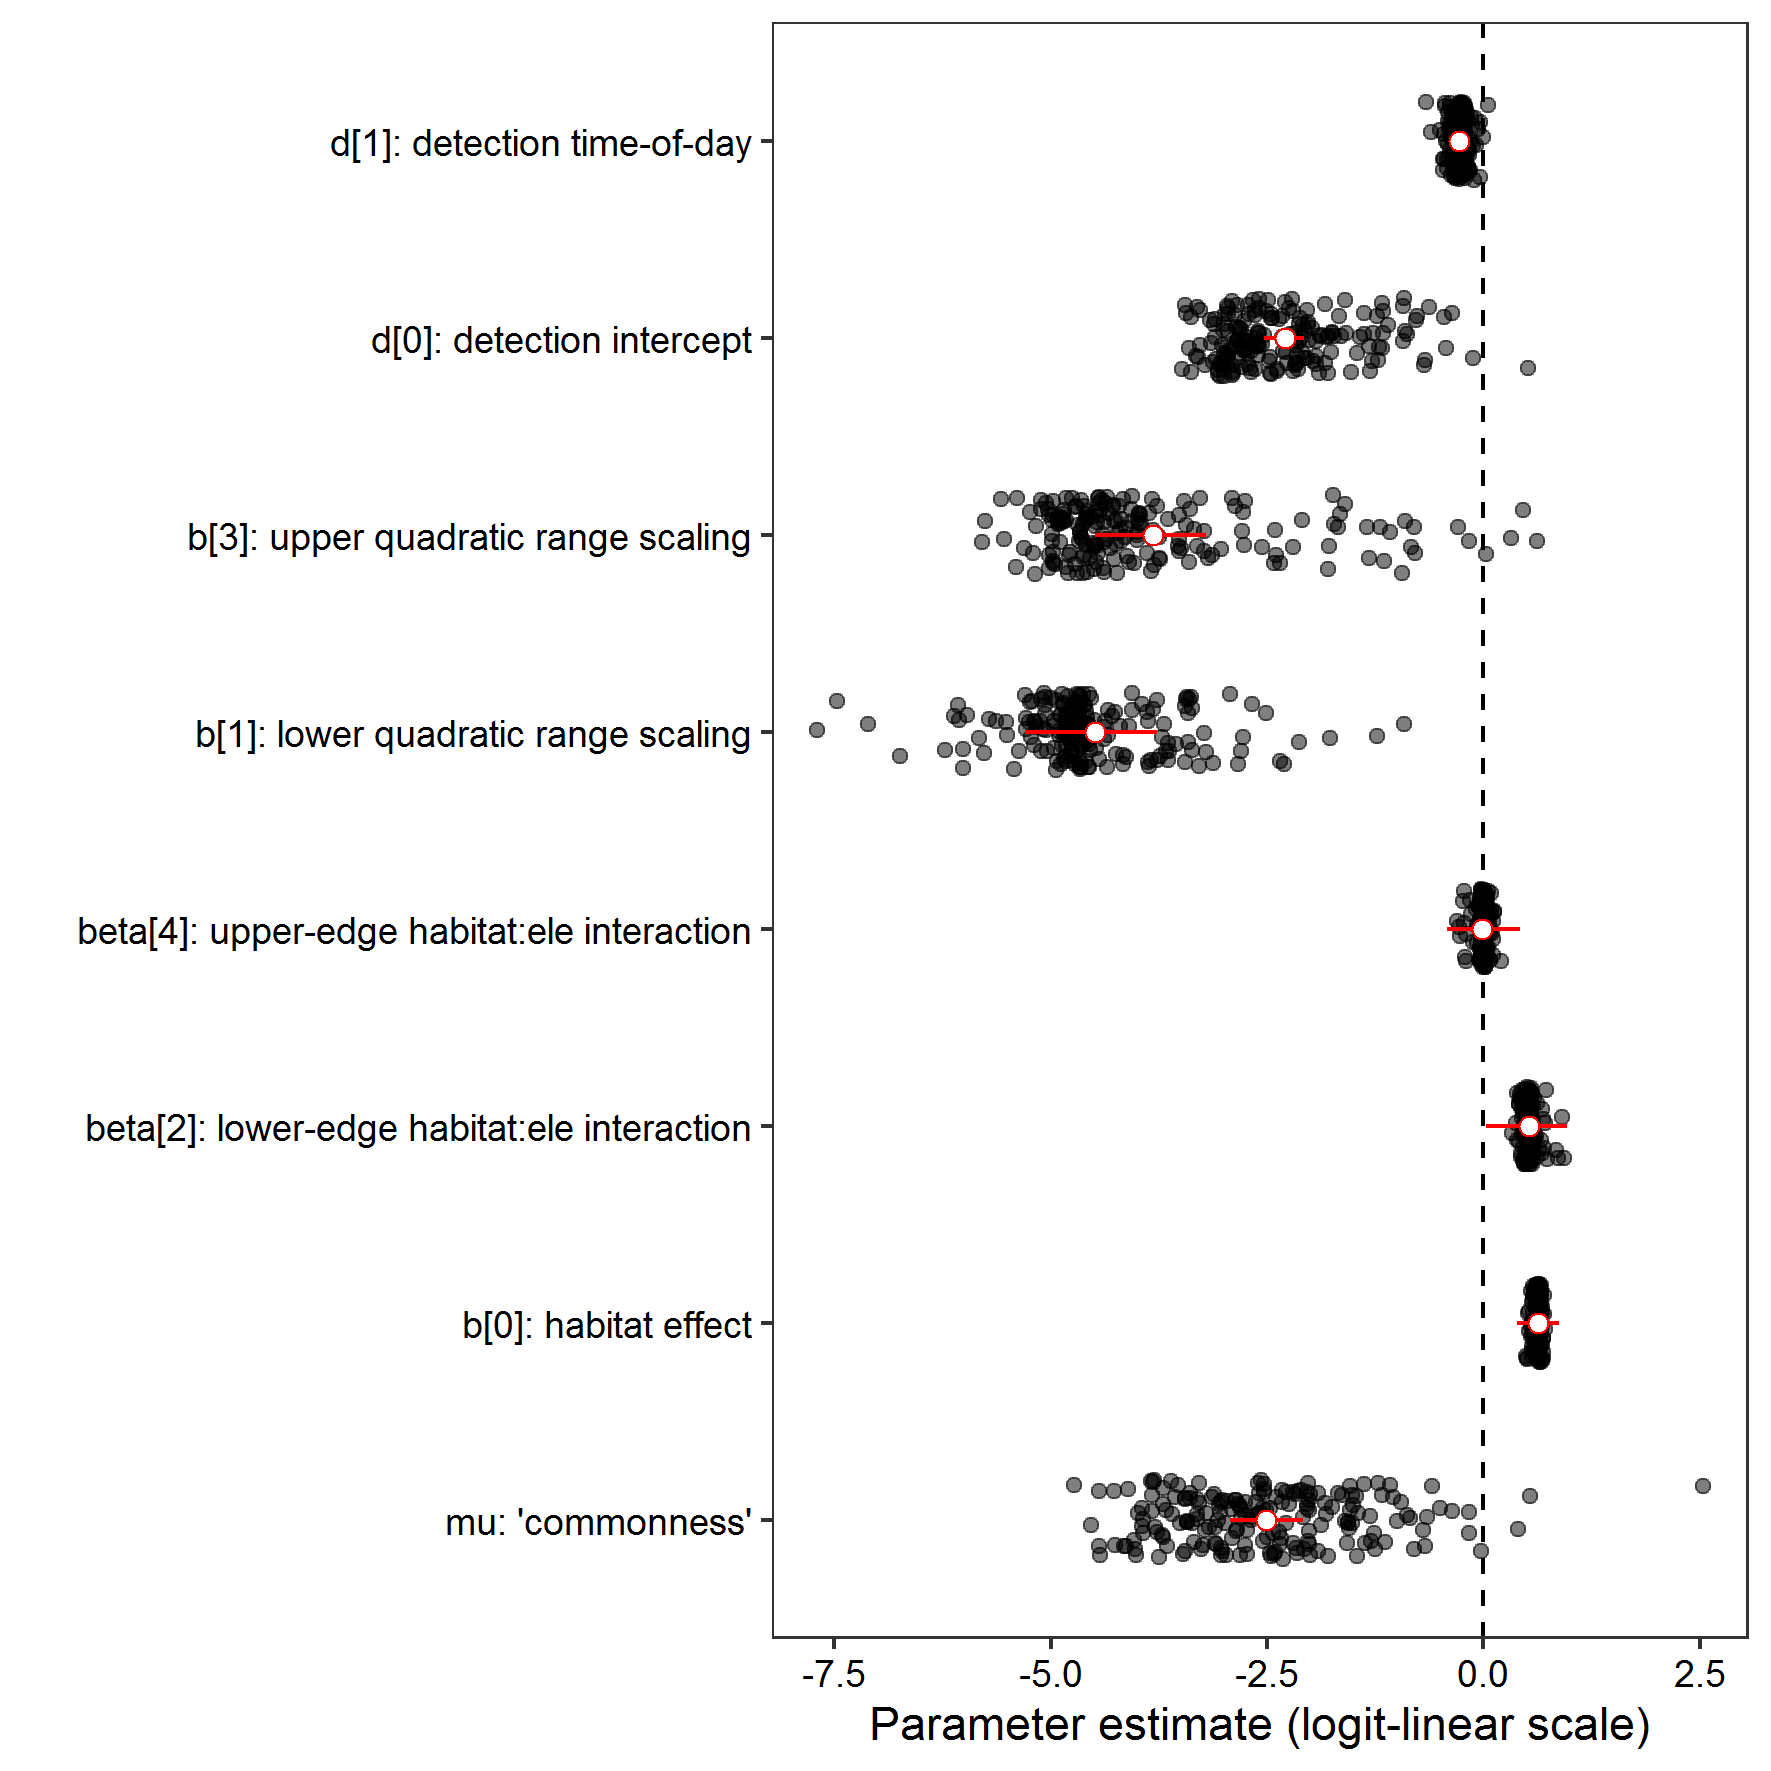 d[1]: detection time-of-day
d[0]: detection intercept
b[3]: upper quadratic range scaling
b[1]: lower quadratic range scaling
beta[4]: upper-edge habitat:ele interaction
beta[2]: lower-edge habitat:ele interaction
b[0]: habitat effect
mu: 'commonness'
-7.5 -5.0 -2.5 0.0 2.5
Parameter estimate (logit-linear scale)